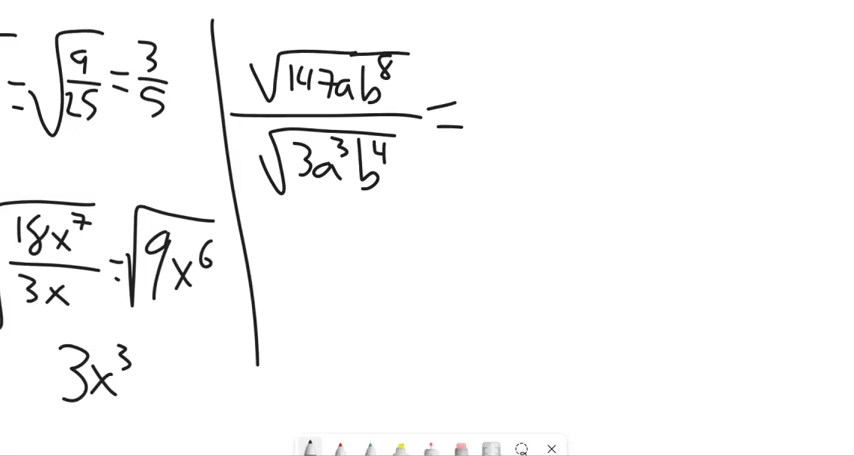 = √(9/25) = 3/5
√(18x⁷/3x) = √(9x⁶)
3x³
√(147ab⁸)/√(3a³b⁴) =